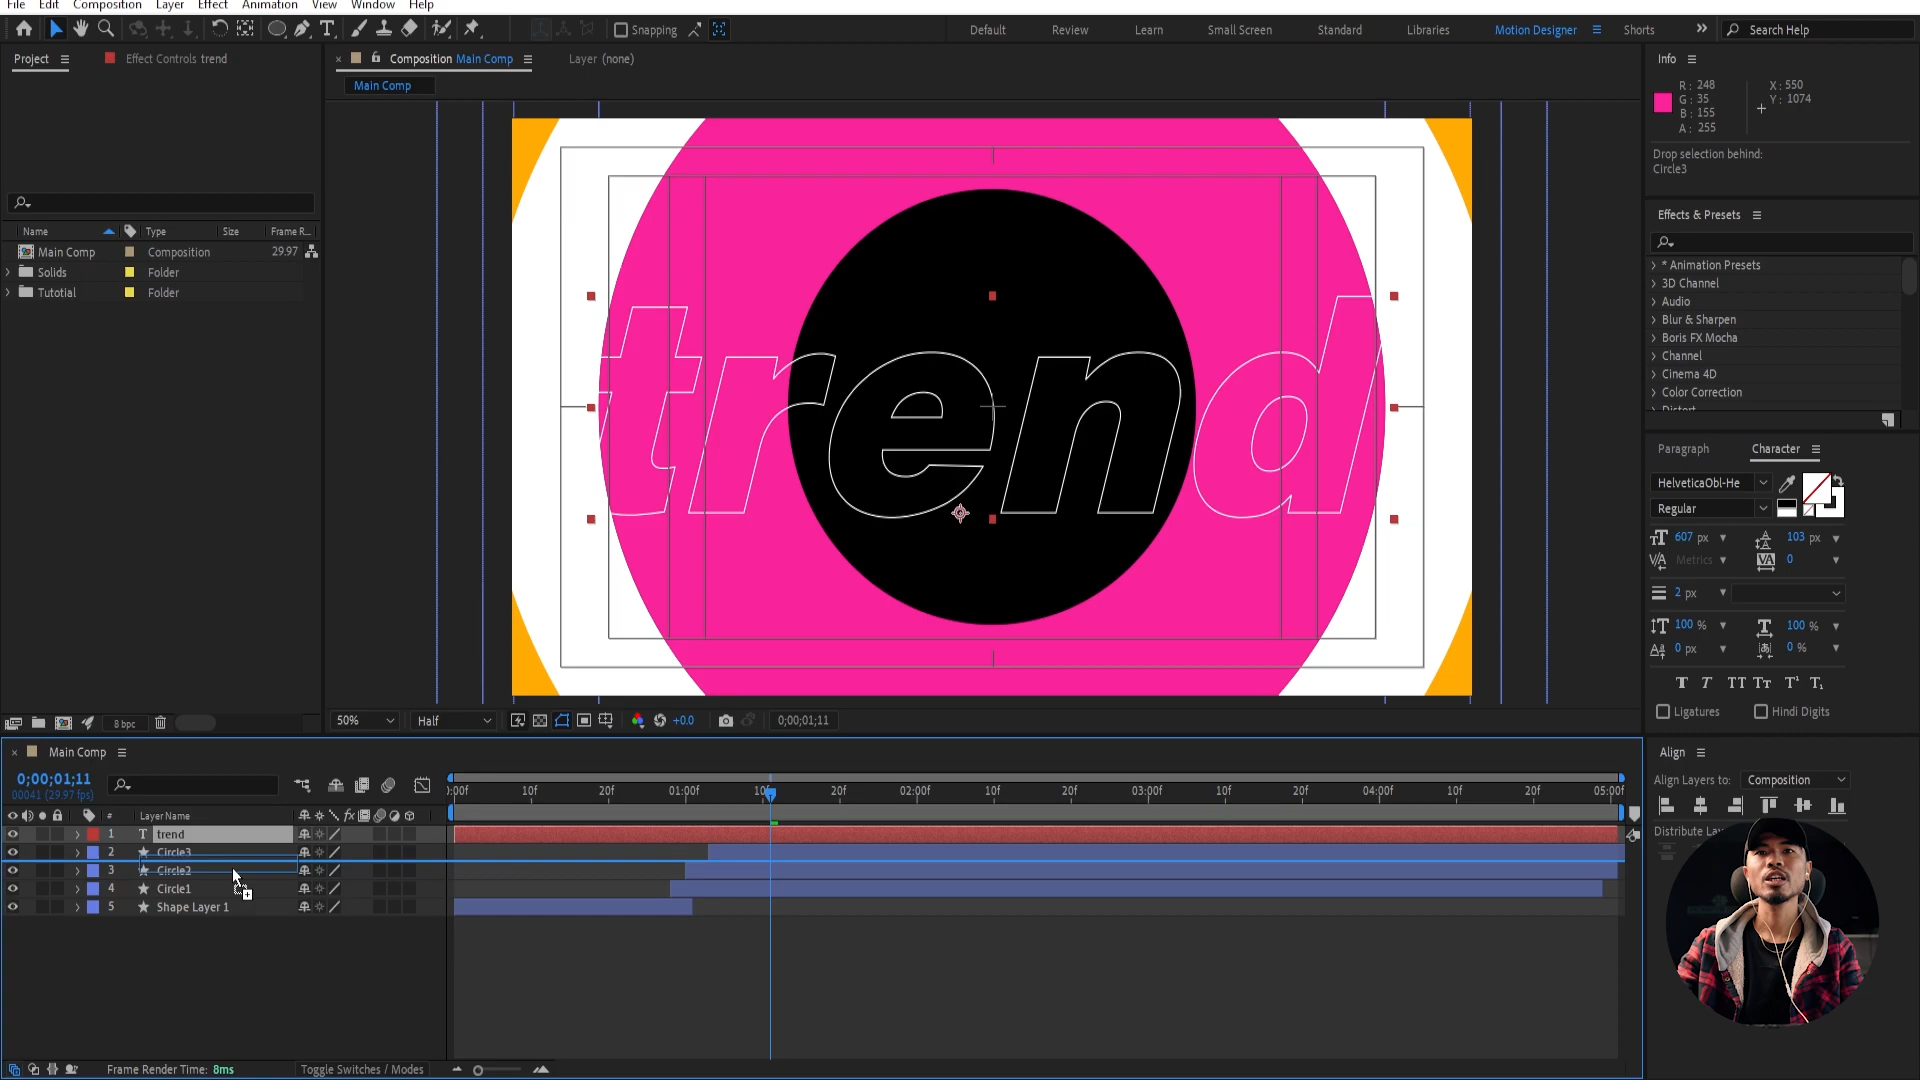 File Edit Composition Layer Effect Animation View Window Help
Snapping
Default Review Learn Small Screen Standard Libraries Motion Designer Shorts Search Help
Project Effect Controls trend
Composition Main Comp Layer (none)
Main Comp
Info
R: 248
G: 35
B: 155
A: 255
X: 550
Y: 1074
Drop selection behind:
Circle3
Effects & Presets
* Animation Presets
3D Channel
Audio
Blur & Sharpen
Boris FX Mocha
Channel
Cinema 4D
Color Correction
Distort
Name Type Size Frame R...
Main Comp Composition 29.97
Solids Folder
Tutotial Folder
trend
Paragraph Character
HelveticaObl-He
Regular
607 px 103 px
Metrics 0
2 px
100 % 100 %
0 px 0 %
T T TT Tr T¹ T₁
Ligatures Hindi Digits
8 bpc
50% Half +0.0 0;00;01;11
Main Comp
0;00;01;11
00041 (29.97 fps)
:00f 10f 20f 01:00f 10f 20f 02:00f 10f 20f 03:00f 10f 20f 04:00f 10f 20f 05:00f
# Layer Name
1 T trend
2 Circle3
3 Circle2
4 Circle1
5 Shape Layer 1
Align
Align Layers to: Composition
Distribute
Frame Render Time: 8ms Toggle Switches / Modes